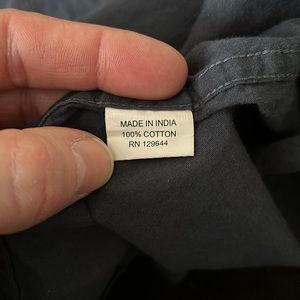 MADE IN INDIA
100% COTTON
RN 129644